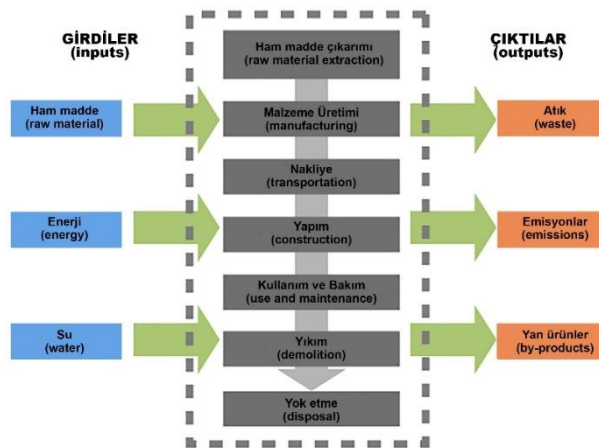 GİRDİLER
(inputs)
Ham madde
(raw material)
Enerji
(energy)
Su
(water)
Ham madde çıkarımı
(raw material extraction)
Malzeme Üretimi
(manufacturing)
Nakliye
(transportation)
Yapım
(construction)
Kullanım ve Bakım
(use and maintenance)
Yıkım
(demolition)
Yok etme
(disposal)
ÇIKTILAR
(outputs)
Atık
(waste)
Emisyonlar
(emissions)
Yan ürünler
(by-products)